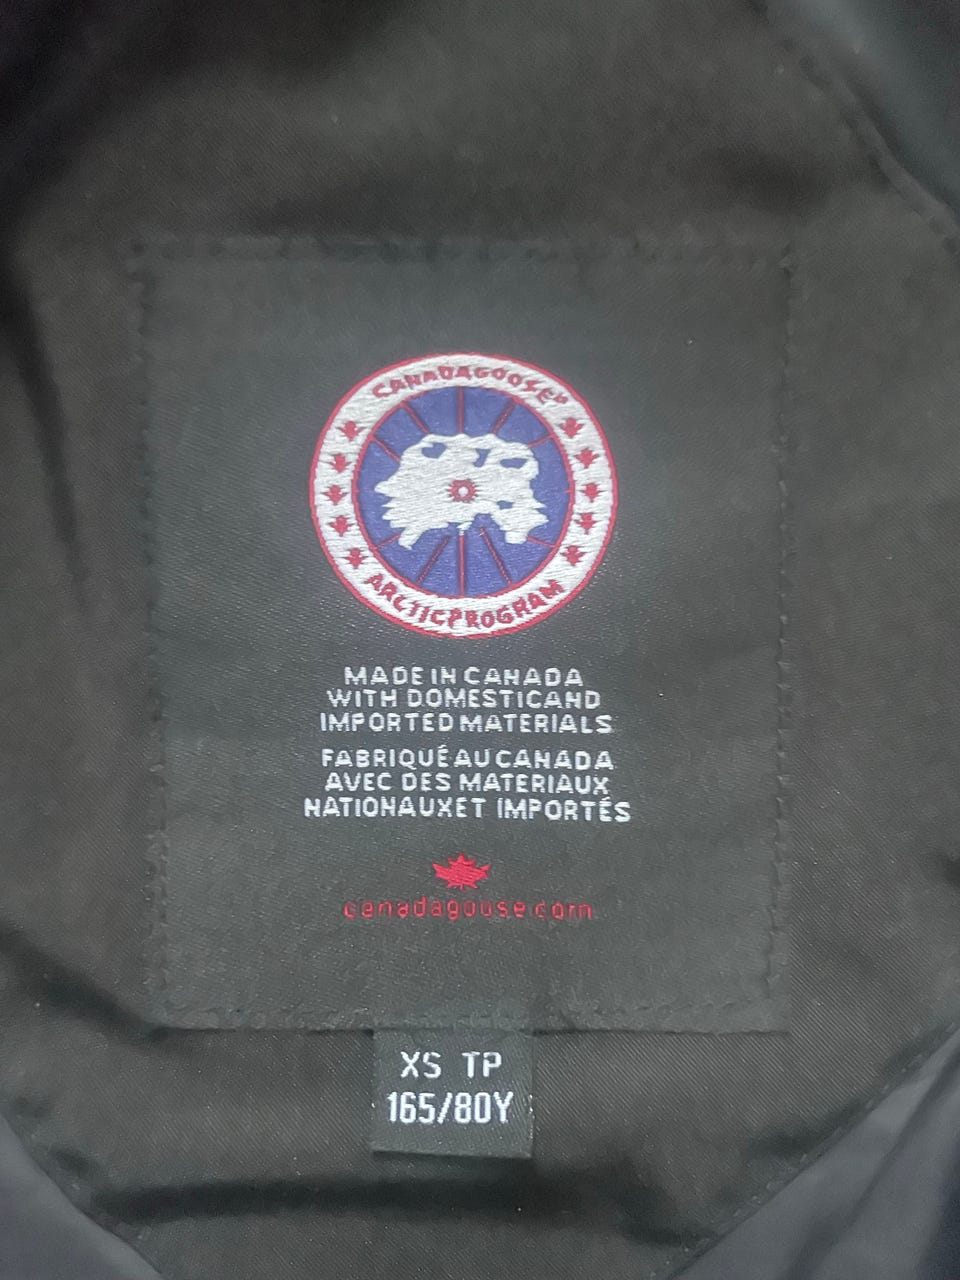 CANADAGOOSE®
ARCTICPROGRAM
MADE IN CANADA
WITH DOMESTICAND
IMPORTED MATERIALS
FABRIQUÉ AU CANADA
AVEC DES MATERIAUX
NATIONAUXET IMPORTÉS
canadagouse.com
XS TP
165/80Y